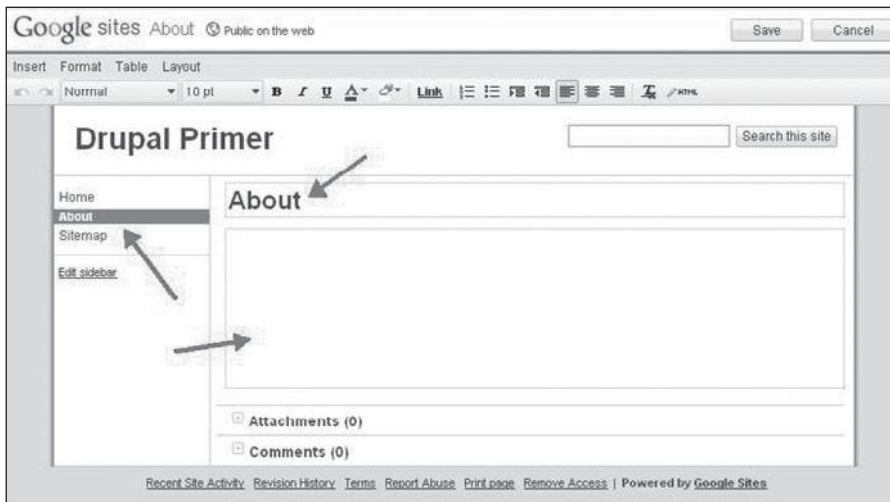 Google sites About Public on the web Save Cancel
Insert Format Table Layout
Normal 10 pt B I U A Link HTML
Drupal Primer Search this site
Home
About
Sitemap
Edit sidebar
About
Attachments (0)
Comments (0)
Recent Site Activity Revision History Terms Report Abuse Print page Remove Access | Powered by Google Sites